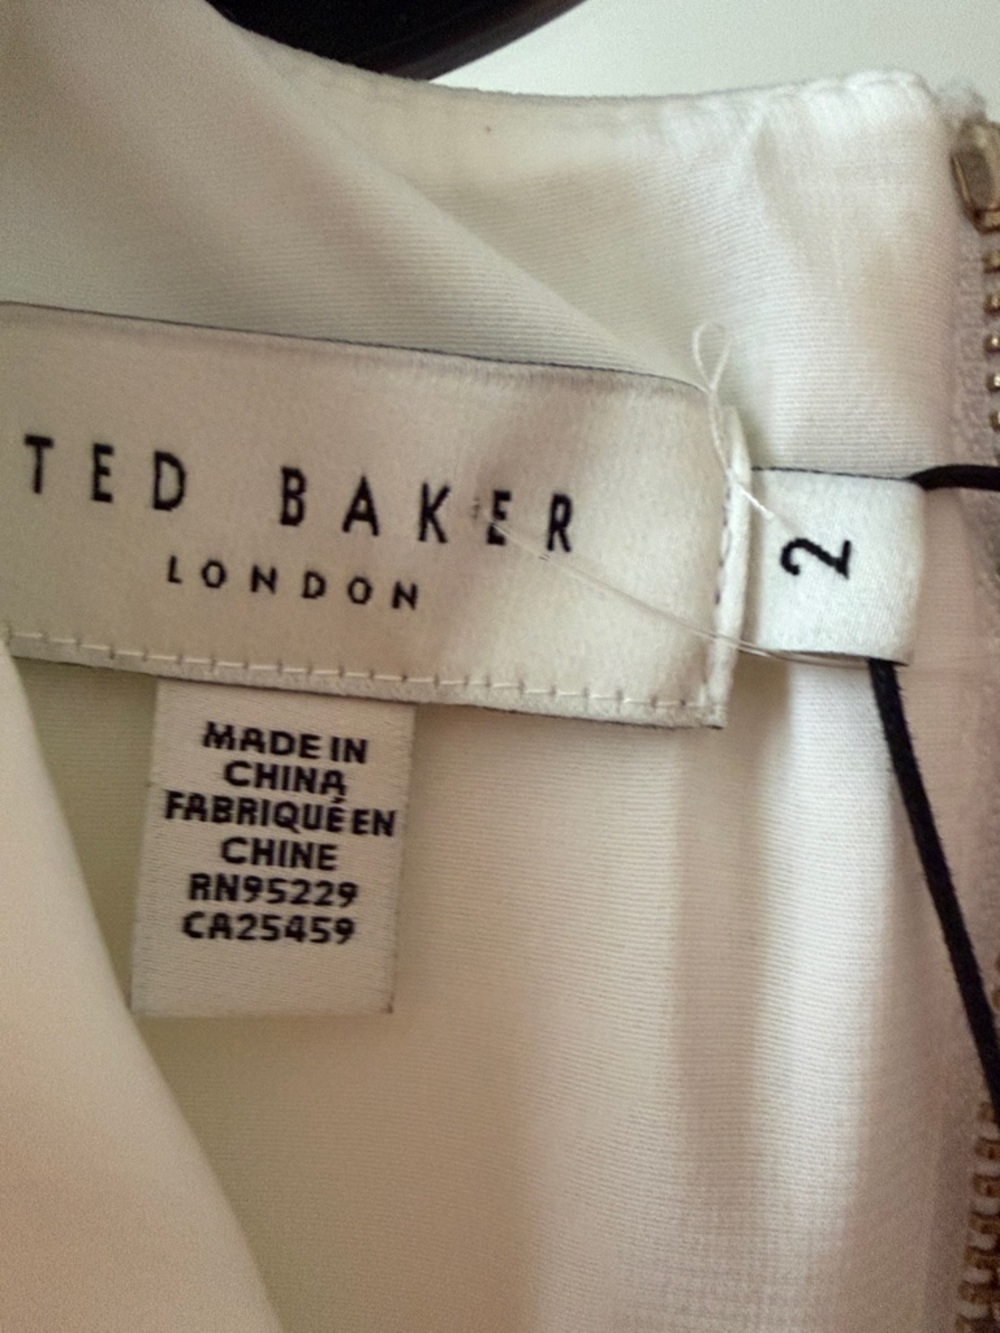 TED BAKER
LONDON
2
MADE IN
CHINA
FABRIQUÉ EN
CHINE
RN95229
CA25459